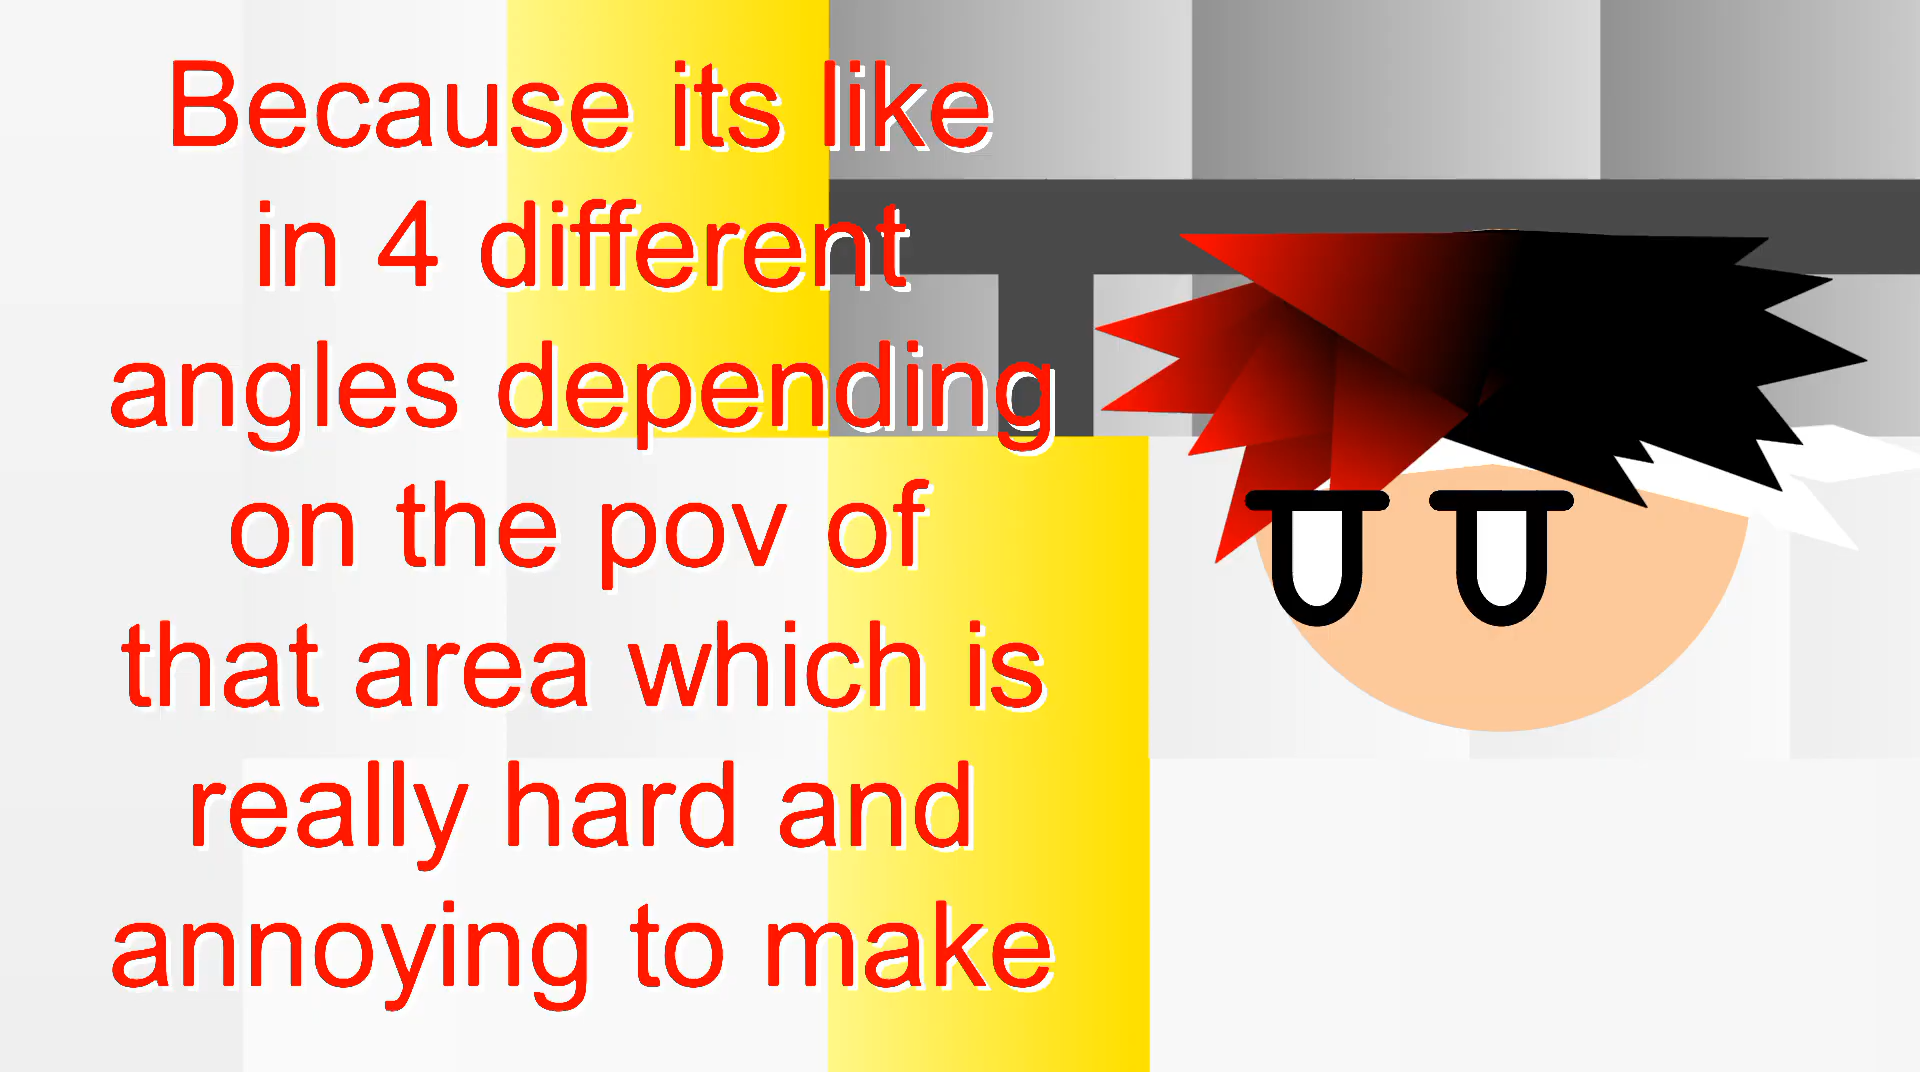 Because its like
in 4 different
angles depending
on the pov of
that area which is
really hard and
annoying to make